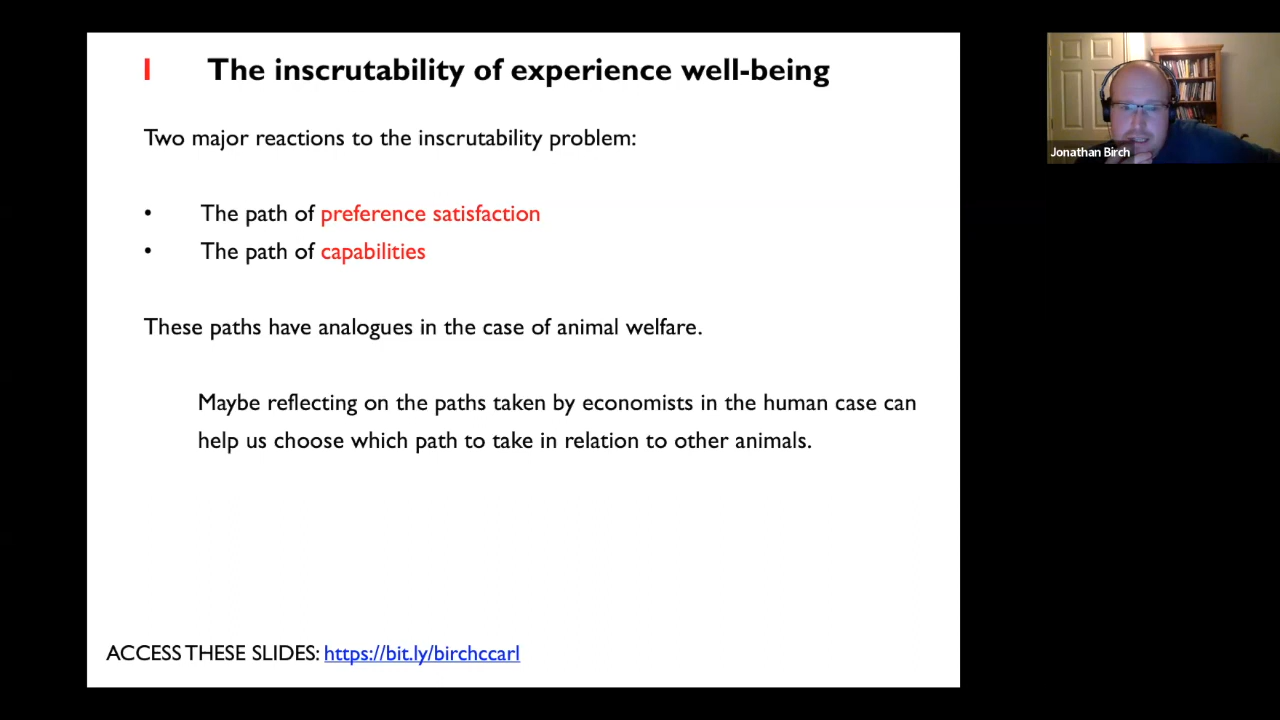 I The inscrutability of experience well-being
Two major reactions to the inscrutability problem:
• The path of preference satisfaction
• The path of capabilities
These paths have analogues in the case of animal welfare.
Maybe reflecting on the paths taken by economists in the human case can
help us choose which path to take in relation to other animals.
ACCESS THESE SLIDES: https://bit.ly/birchccarl
Jonathan Birch